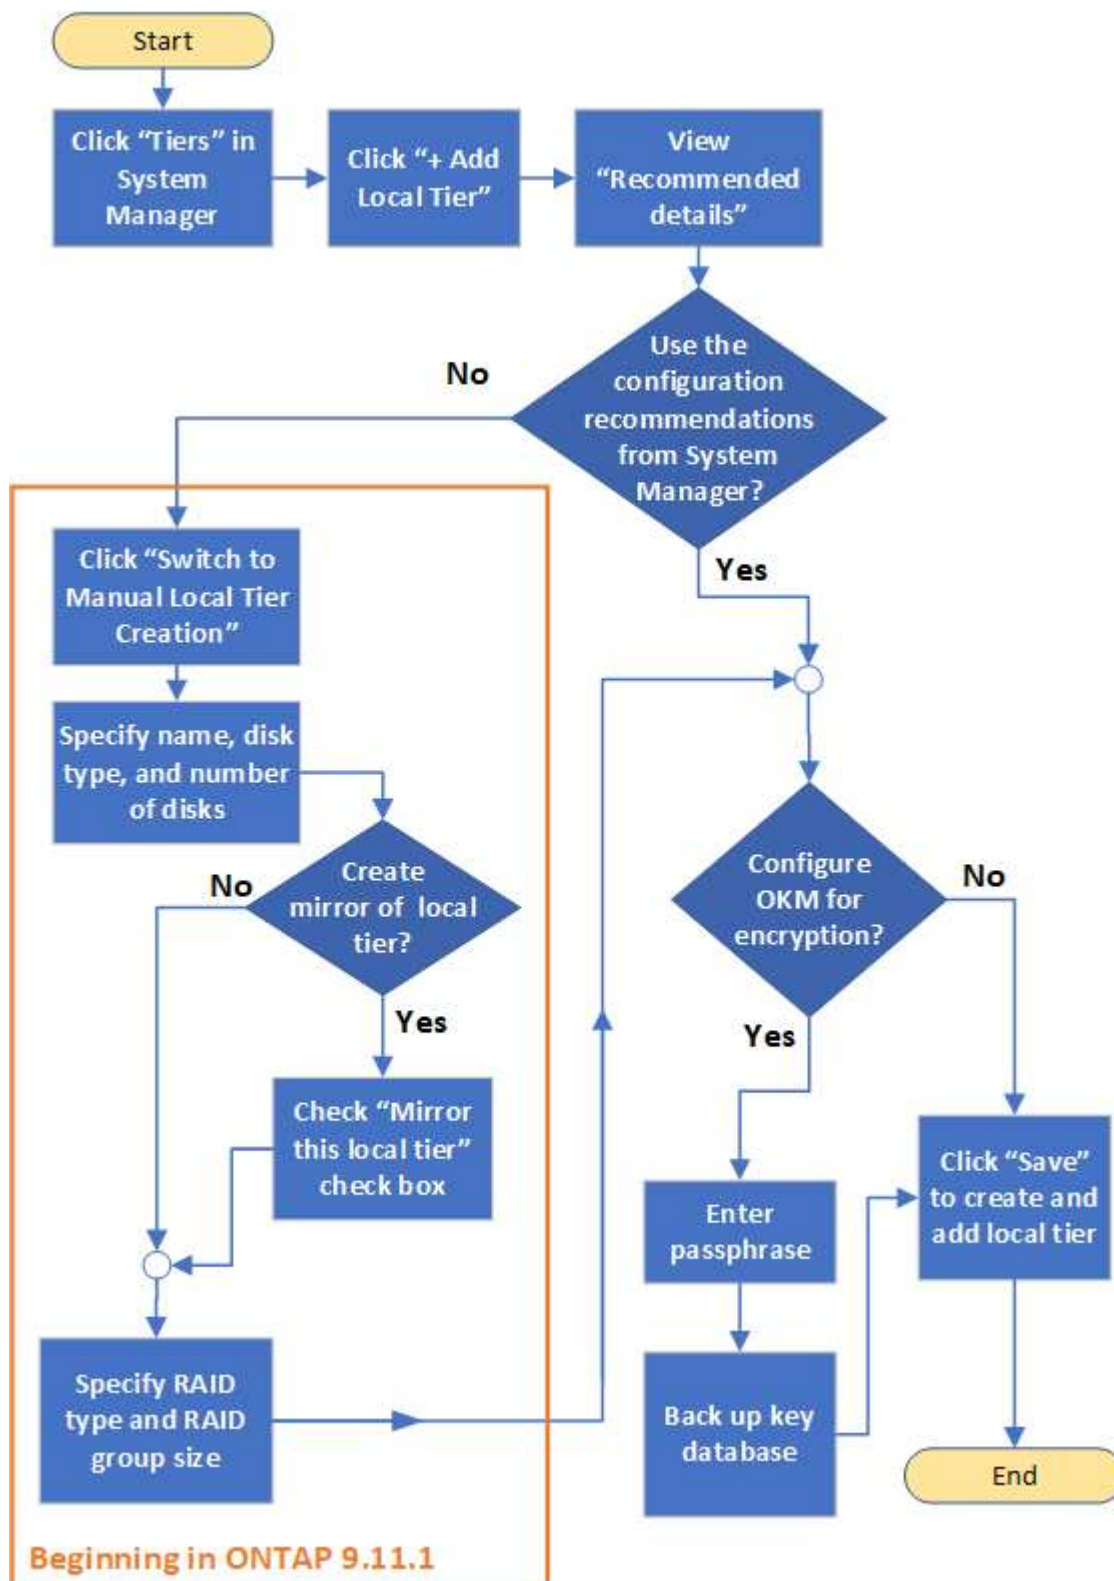 Start
Click “Tiers” in
System
Manager
Click “+ Add
Local Tier”
View
“Recommended
details”
Use the
configuration
recommendations
from System
Manager?
No
Yes
Click “Switch to
Manual Local Tier
Creation”
Specify name, disk
type, and number
of disks
Create
mirror of local
tier?
No
Yes
Check “Mirror
this local tier”
check box
Specify RAID
type and RAID
group size
Beginning in ONTAP 9.11.1
Configure
OKM for
encryption?
No
Yes
Enter
passphrase
Back up key
database
Click “Save”
to create and
add local tier
End